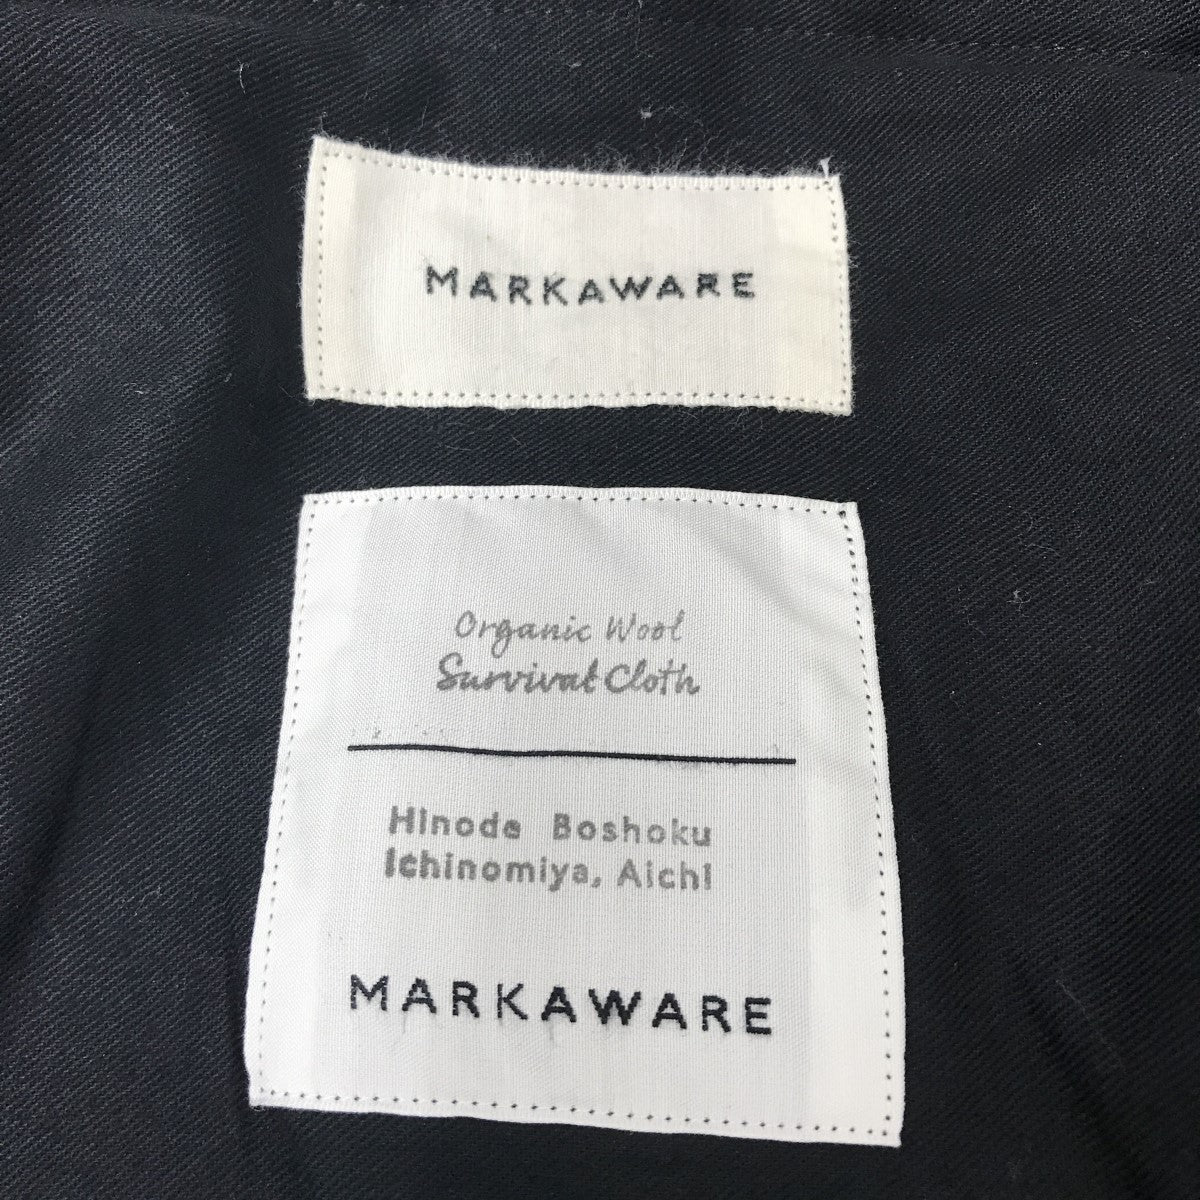 MARKAWARE
Organic Wool
Survival Cloth
Hinode Boshoku
Ichinomiya, Aichi
MARKAWARE